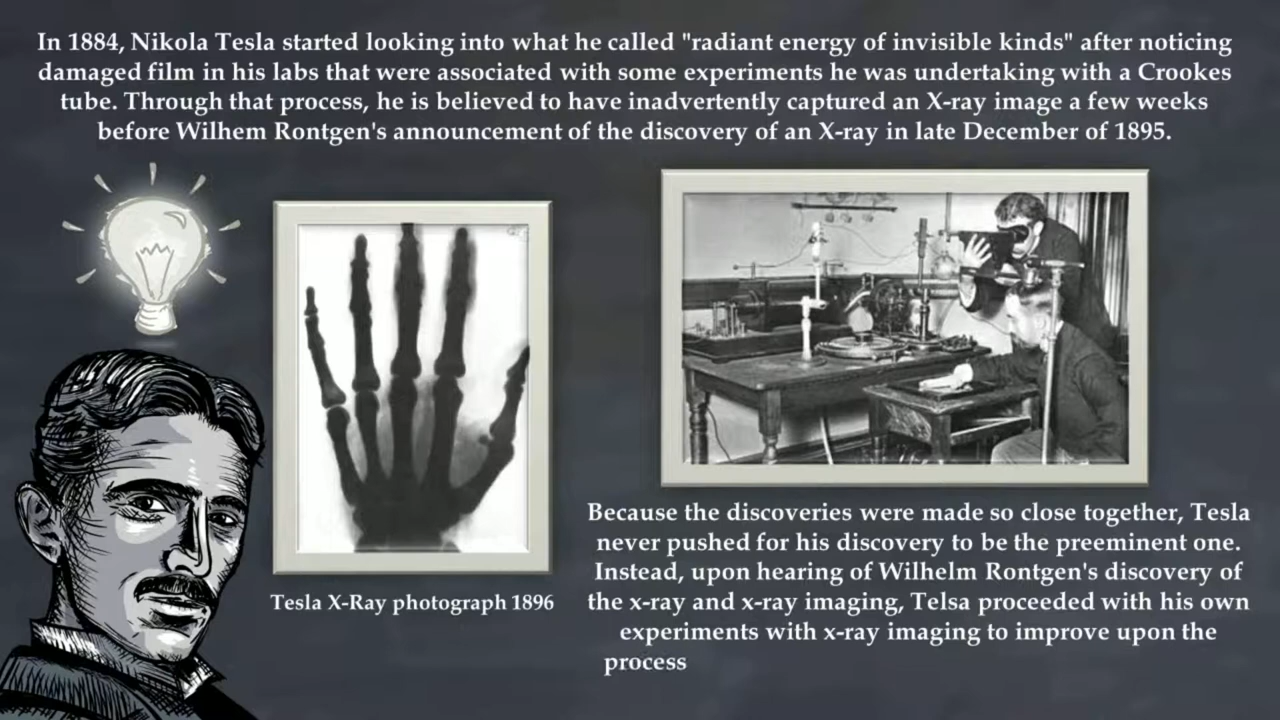 In 1884, Nikola Tesla started looking into what he called "radiant energy of invisible kinds" after noticing
damaged film in his labs that were associated with some experiments he was undertaking with a Crookes
tube. Through that process, he is believed to have inadvertently captured an X-ray image a few weeks
before Wilhem Rontgen's announcement of the discovery of an X-ray in late December of 1895.
Tesla X-Ray photograph 1896
Because the discoveries were made so close together, Tesla
never pushed for his discovery to be the preeminent one.
Instead, upon hearing of Wilhelm Rontgen's discovery of
the x-ray and x-ray imaging, Telsa proceeded with his own
experiments with x-ray imaging to improve upon the
process